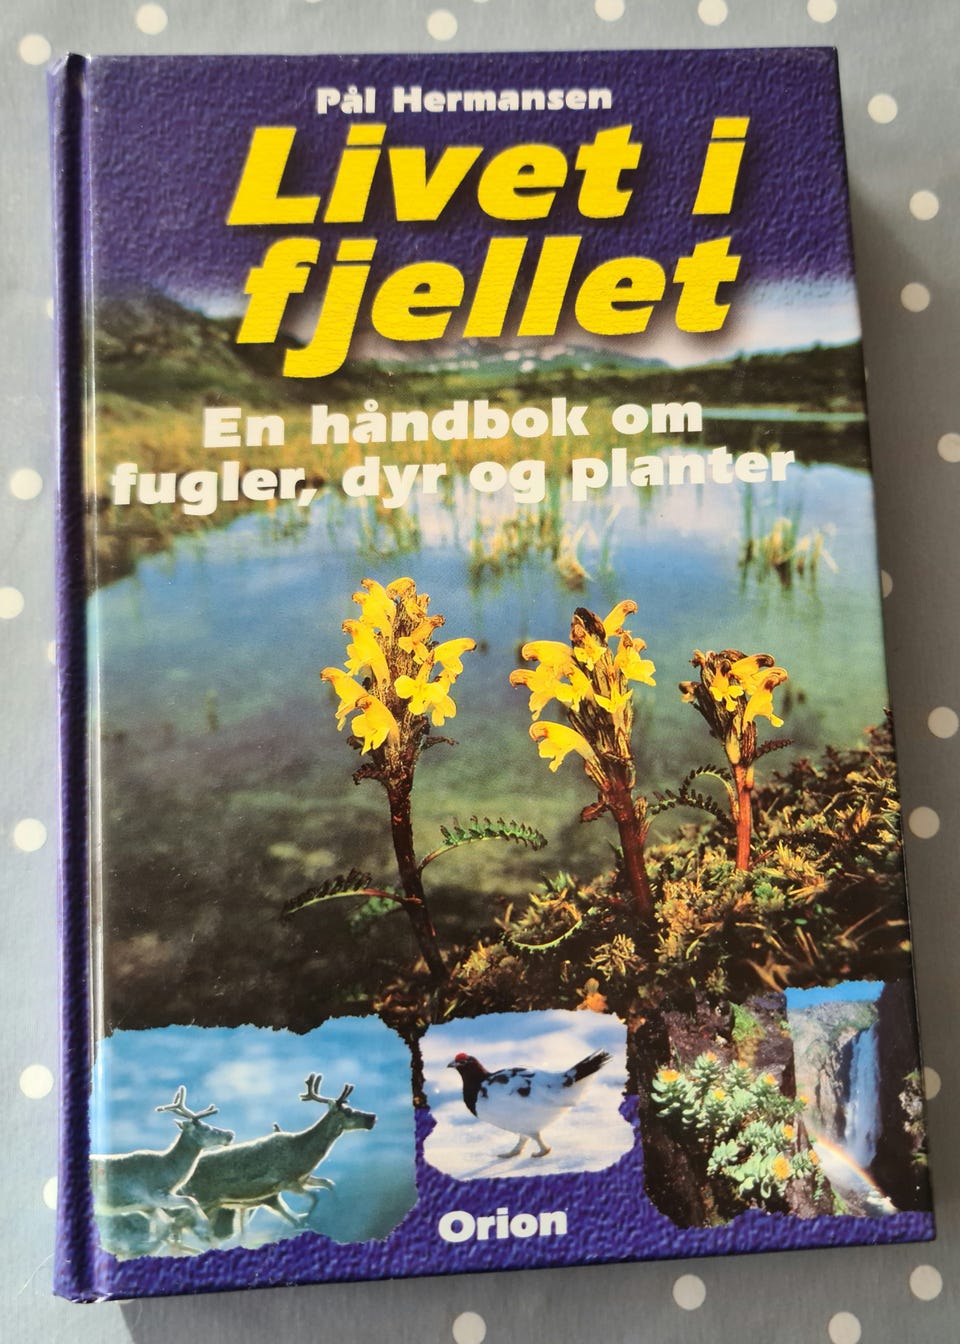 Pål Hermansen
Livet i
fjellet
En håndbok om
fugler, dyr og planter
Orion